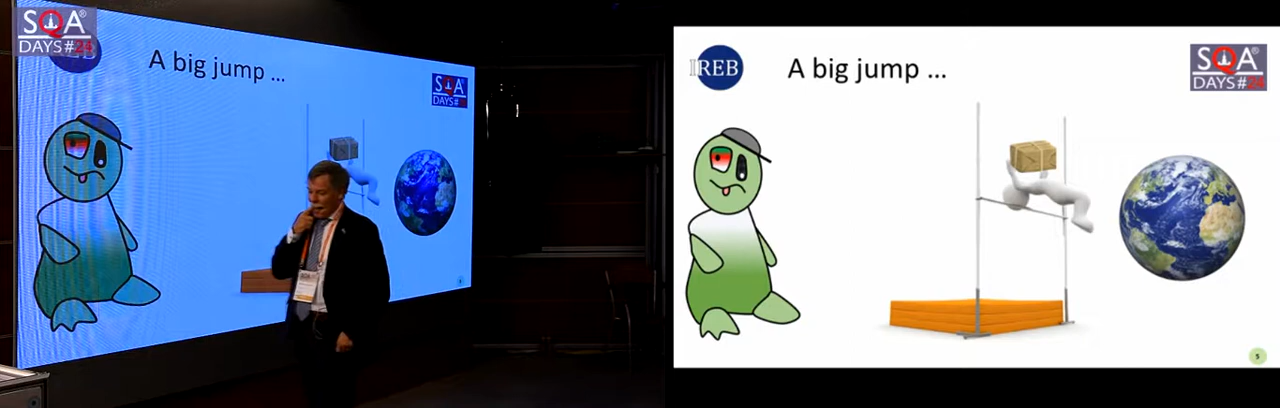 SQA
DAYS#24
A big jump ...
SQA
DAYS#24
IREB
A big jump ...
SQA
DAYS#24
5